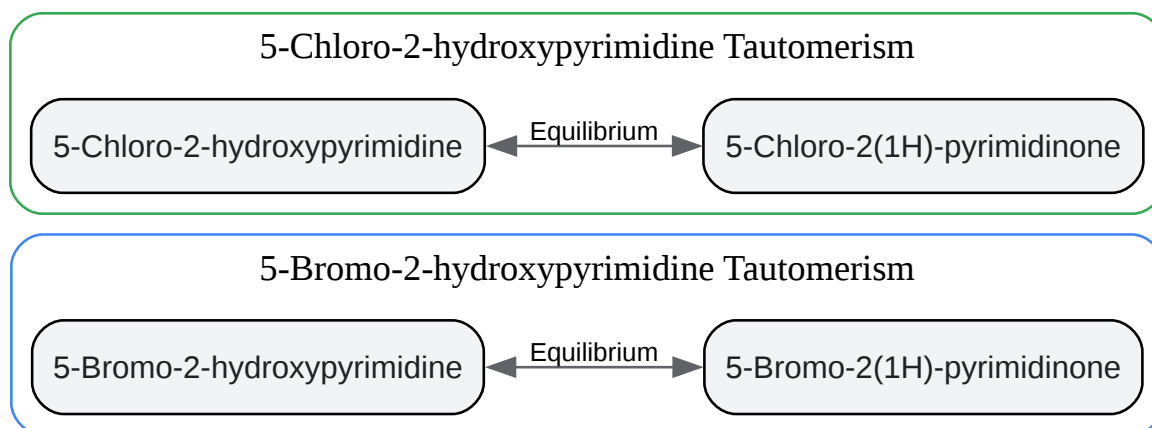 5-Chloro-2-hydroxypyrimidine Tautomerism
5-Chloro-2-hydroxypyrimidine
Equilibrium
5-Chloro-2(1H)-pyrimidinone
5-Bromo-2-hydroxypyrimidine Tautomerism
5-Bromo-2-hydroxypyrimidine
Equilibrium
5-Bromo-2(1H)-pyrimidinone